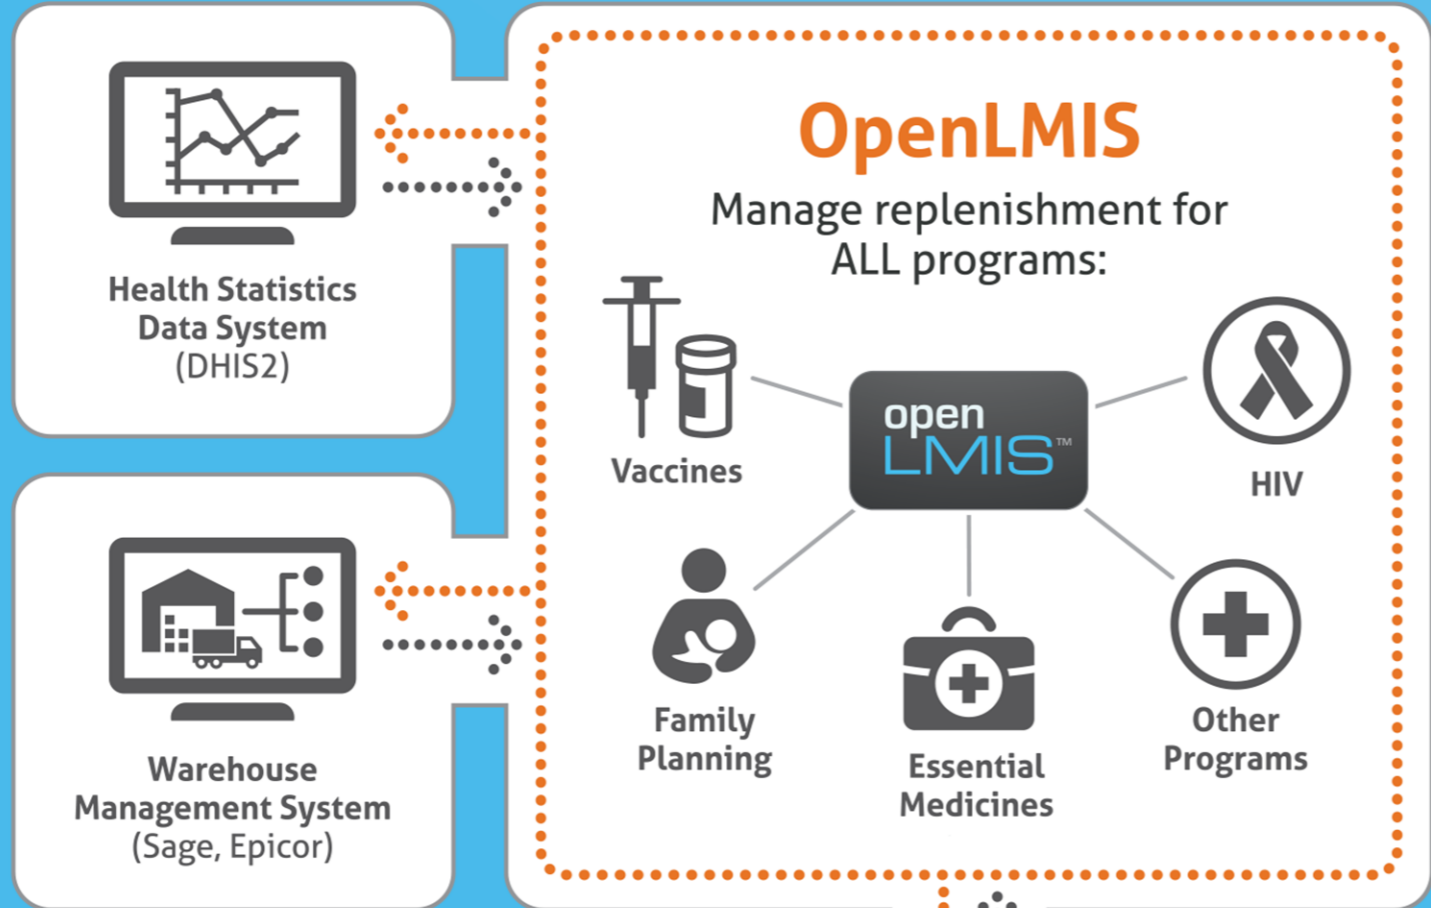 Health Statistics
Data System
(DHIS2)
Warehouse
Management System
(Sage, Epicor)
OpenLMIS
Manage replenishment for
ALL programs:
Vaccines
open
LMIS™
HIV
Family
Planning
Essential
Medicines
Other
Programs